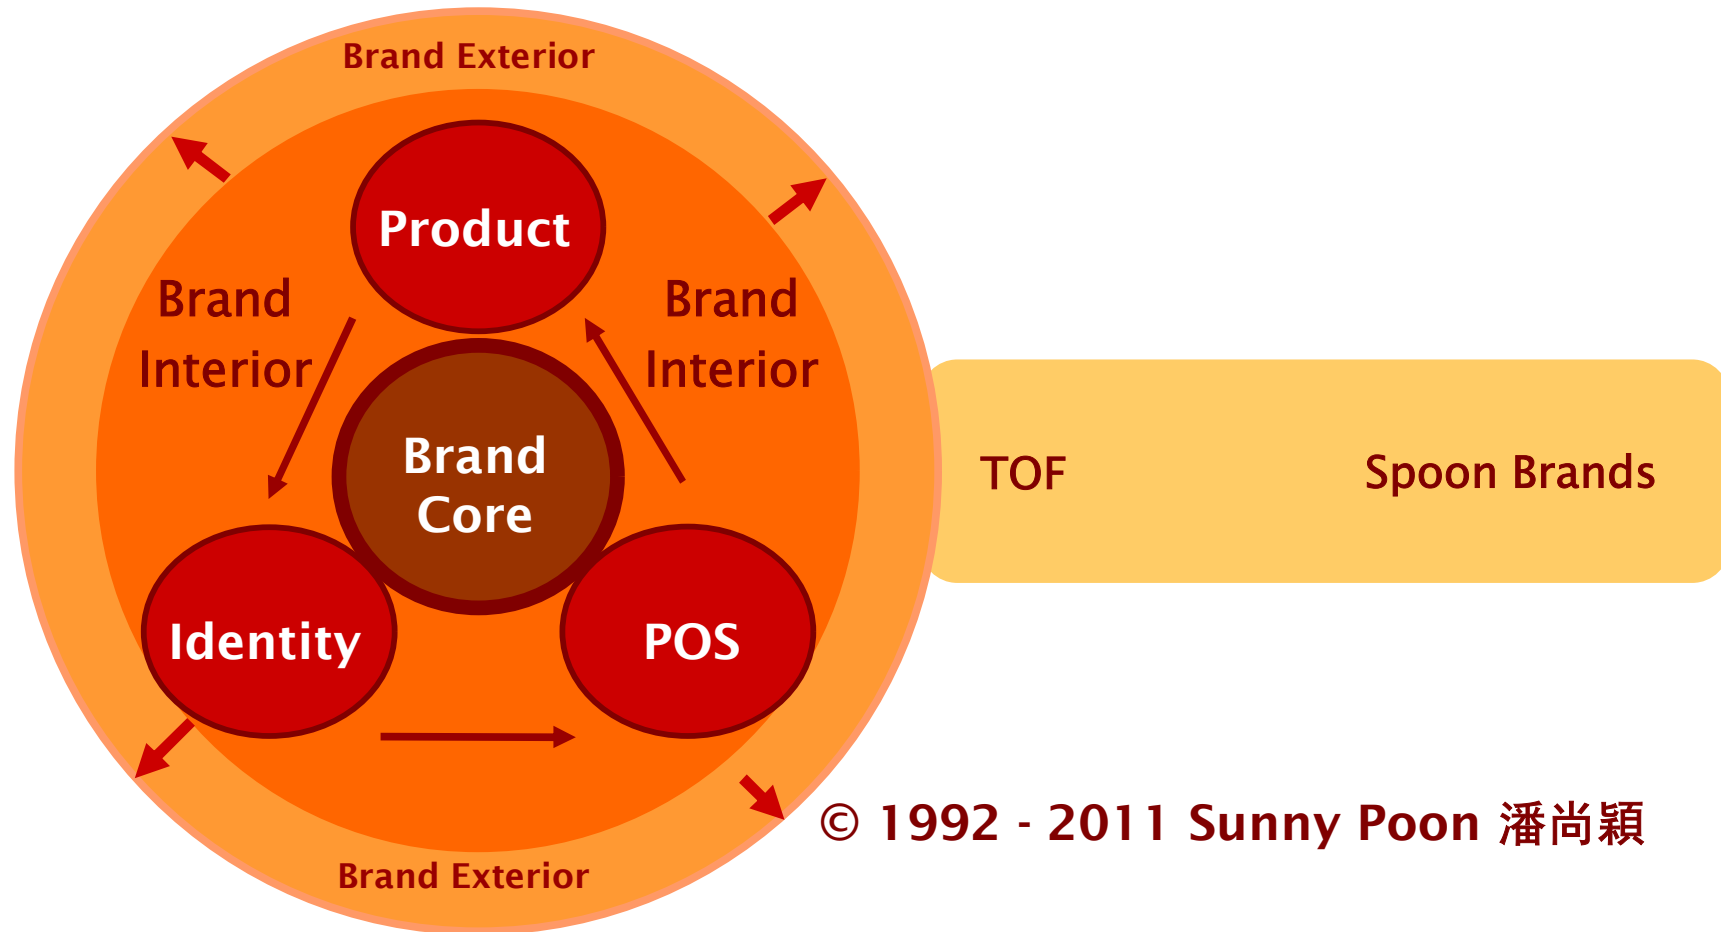 Brand Exterior
Product
Brand
Interior
Brand
Interior
Brand
Core
TOF
Spoon Brands
Identity
POS
© 1992 - 2011 Sunny Poon 潘尚穎
Brand Exterior